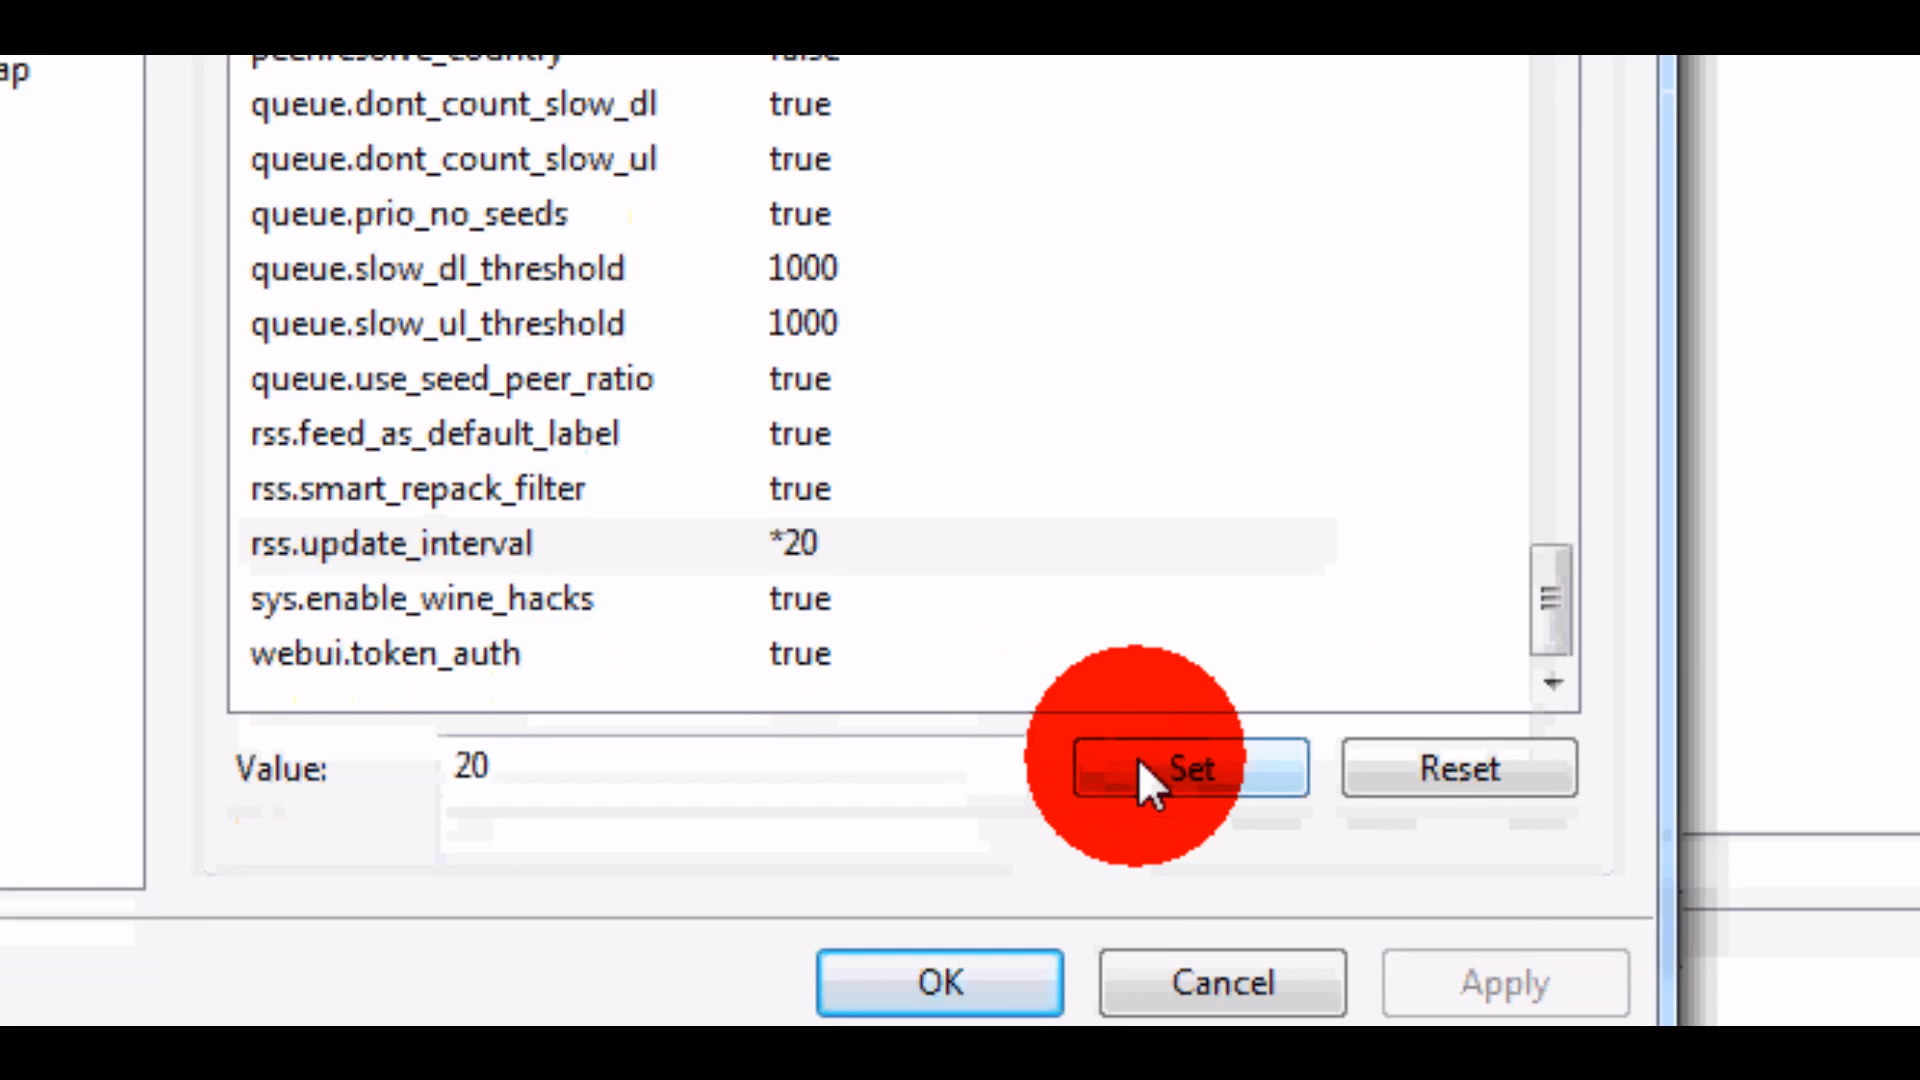 ap
queue.dont_count_slow_dl true
queue.dont_count_slow_ul true
queue.prio_no_seeds true
queue.slow_dl_threshold 1000
queue.slow_ul_threshold 1000
queue.use_seed_peer_ratio true
rss.feed_as_default_label true
rss.smart_repack_filter true
rss.update_interval *20
sys.enable_wine_hacks true
webui.token_auth true
Value: 20 Set Reset
OK Cancel Apply